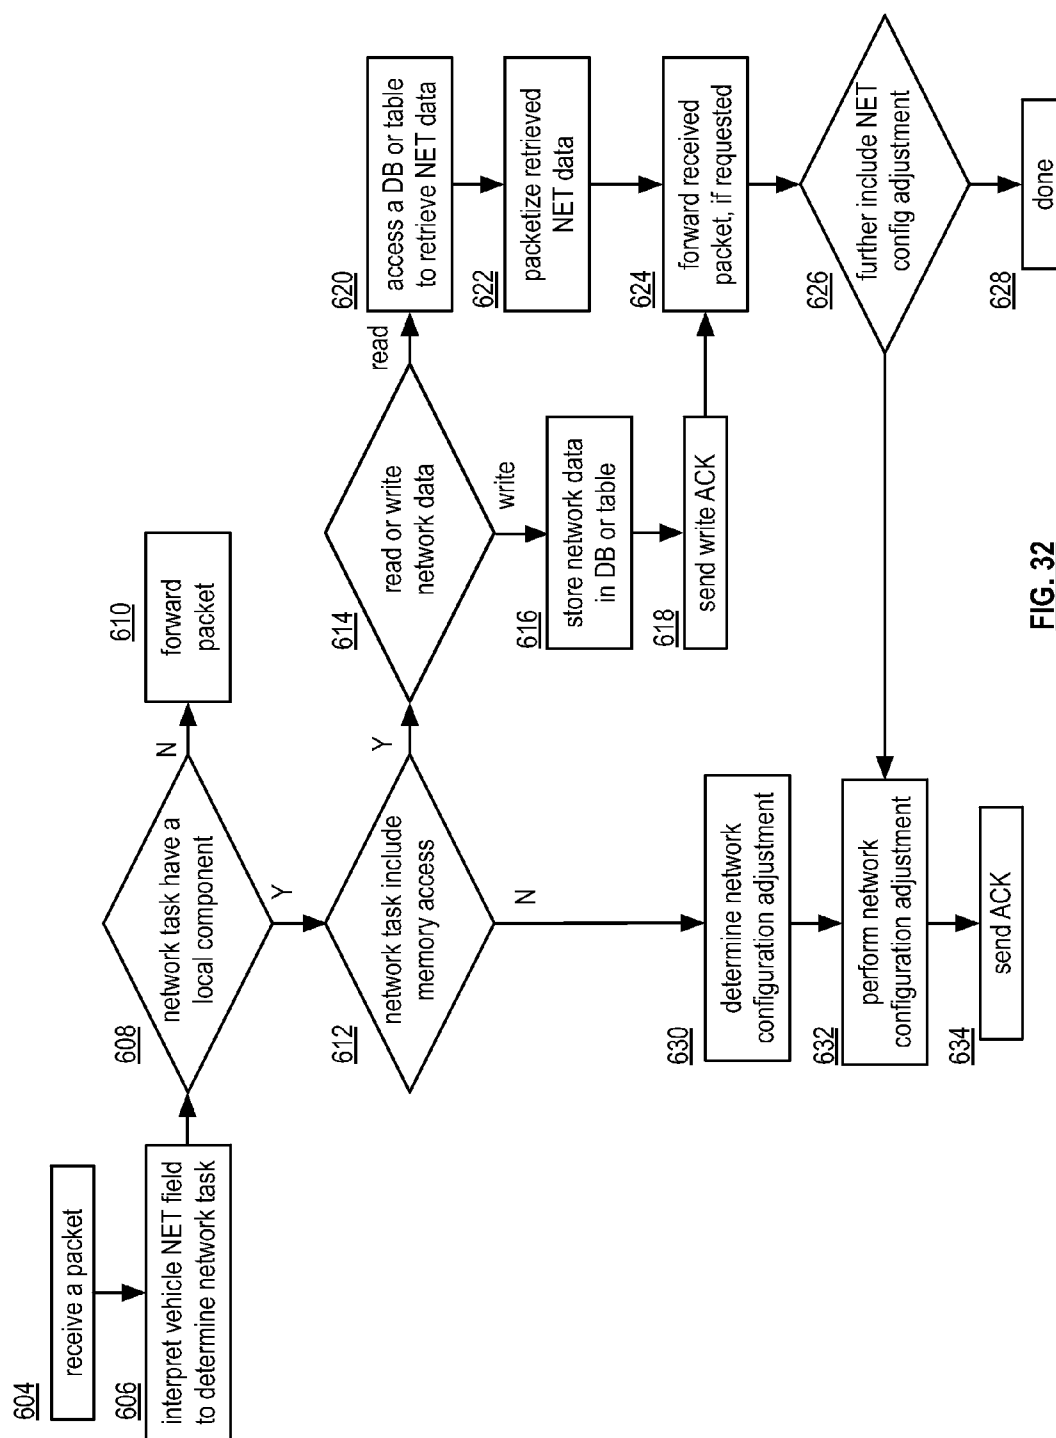 604
receive a packet
606
interpret vehicle NET field
to determine network task
608
network task have a
local component
N
610
forward
packet
Y
612
network task include
memory access
Y
614
read or write
network data
read
620
access a DB or table
to retrieve NET data
622
packetize retrieved
NET data
write
616
store network data
in DB or table
618
send write ACK
624
forward received
packet, if requested
626
further include NET
config adjustment
628
done
N
630
determine network
configuration adjustment
632
perform network
configuration adjustment
634
send ACK
FIG. 32